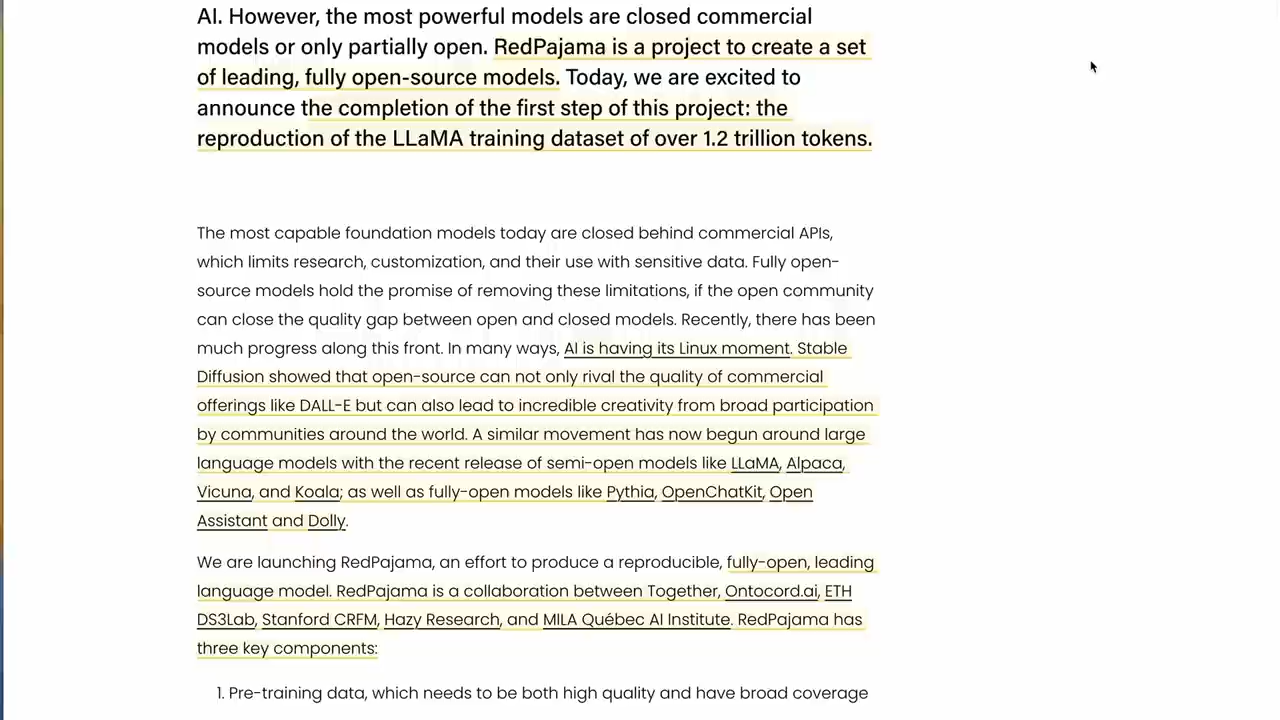 AI. However, the most powerful models are closed commercial
models or only partially open. RedPajama is a project to create a set
of leading, fully open-source models. Today, we are excited to
announce the completion of the first step of this project: the
reproduction of the LLaMA training dataset of over 1.2 trillion tokens.
The most capable foundation models today are closed behind commercial APIs,
which limits research, customization, and their use with sensitive data. Fully open-
source models hold the promise of removing these limitations, if the open community
can close the quality gap between open and closed models. Recently, there has been
much progress along this front. In many ways, AI is having its Linux moment. Stable
Diffusion showed that open-source can not only rival the quality of commercial
offerings like DALL-E but can also lead to incredible creativity from broad participation
by communities around the world. A similar movement has now begun around large
language models with the recent release of semi-open models like LLaMA, Alpaca,
Vicuna, and Koala; as well as fully-open models like Pythia, OpenChatKit, Open
Assistant and Dolly.
We are launching RedPajama, an effort to produce a reproducible, fully-open, leading
language model. RedPajama is a collaboration between Together, Ontocord.ai, ETH
DS3Lab, Stanford CRFM, Hazy Research, and MILA Québec AI Institute. RedPajama has
three key components:
1. Pre-training data, which needs to be both high quality and have broad coverage